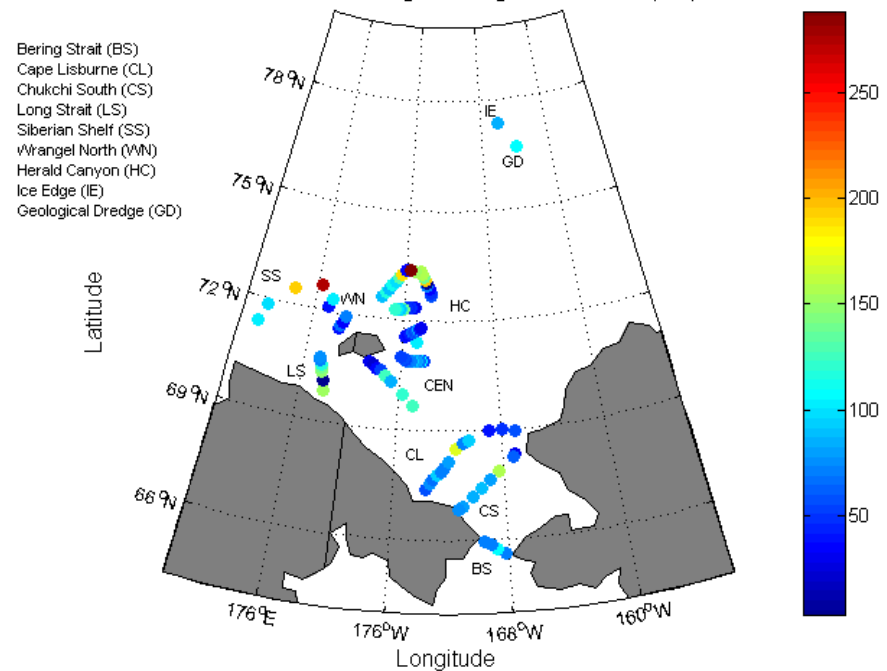 Bering Strait (BS)
Cape Lisburne (CL)
Chukchi South (CS)
Long Strait (LS)
Siberian Shelf (SS)
Wrangel North (WN)
Herald Canyon (HC)
Ice Edge (IE)
Geological Dredge (GD)
78°N
75°N
72°N
69°N
66°N
Latitude
IE
GD
SS
WN
HC
LS
CEN
CL
CS
BS
176°E
176°W
168°W
160°W
Longitude
250
200
150
100
50